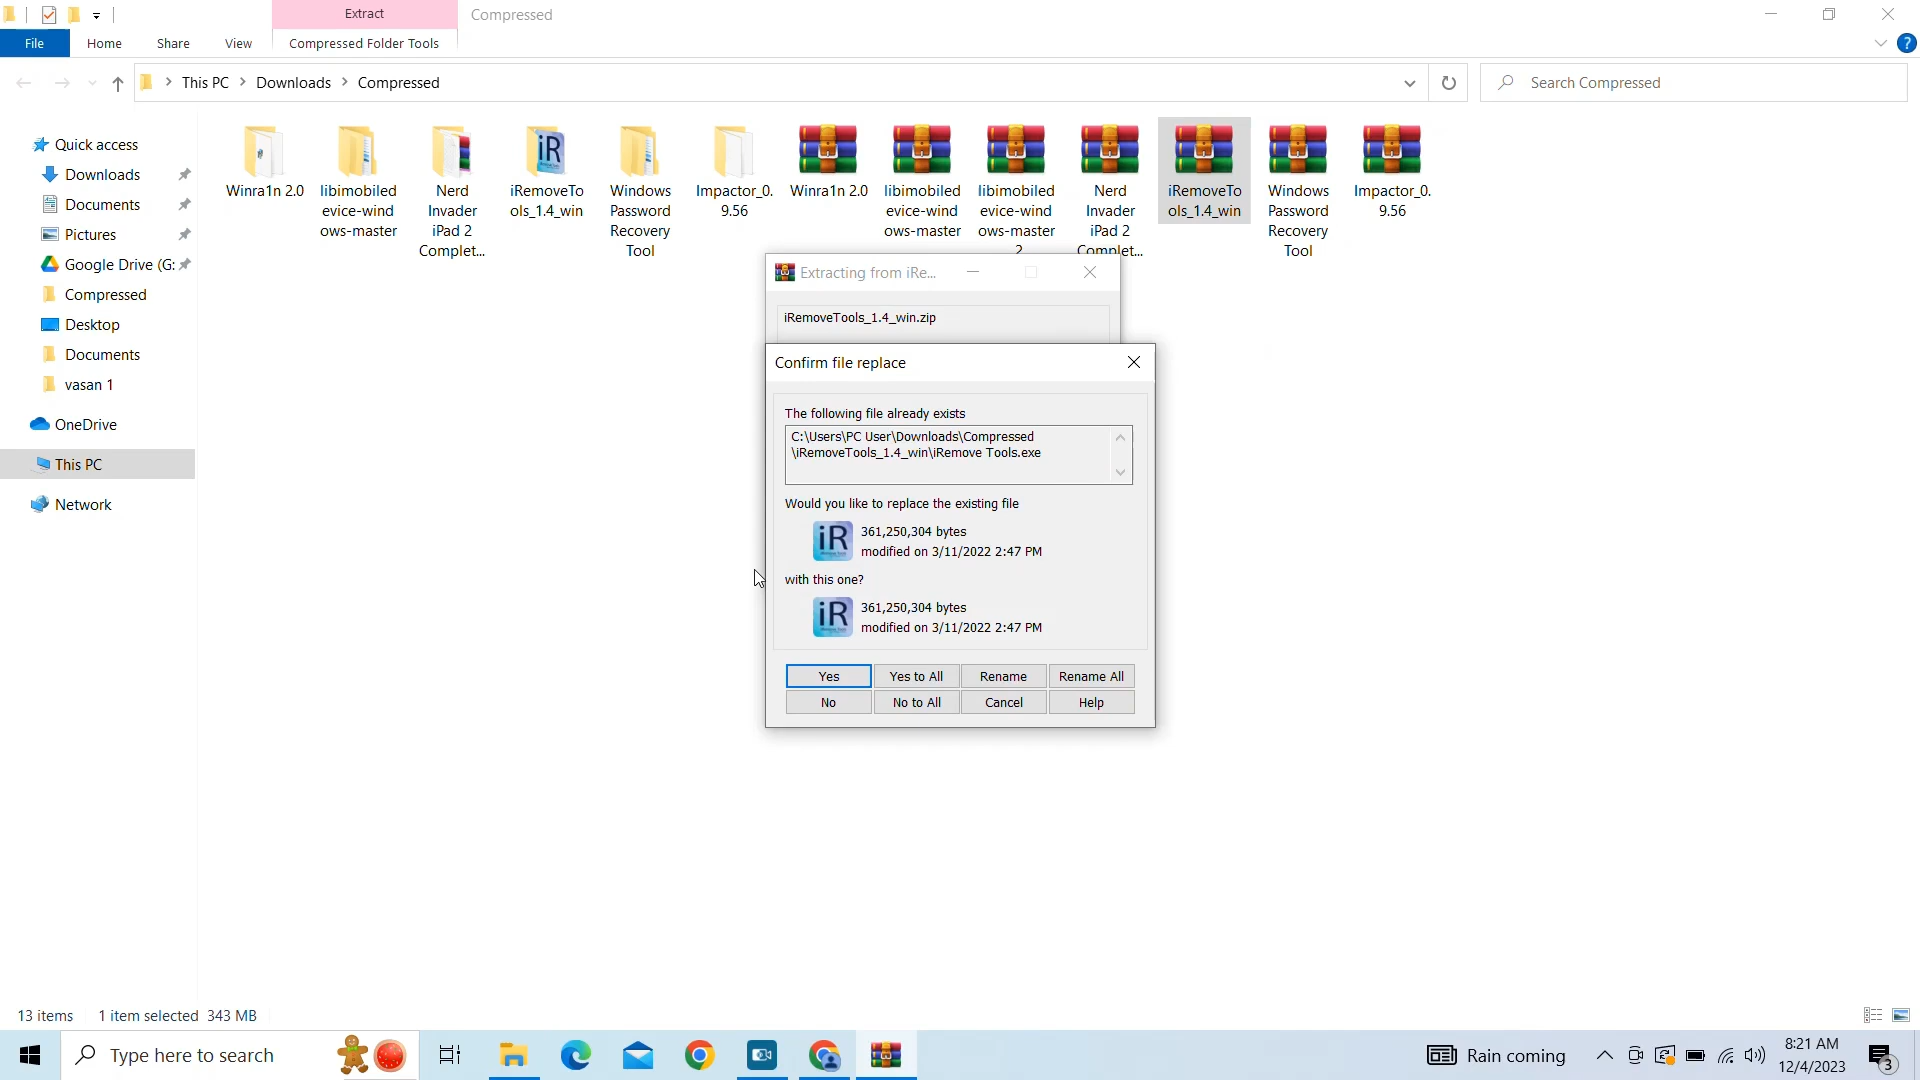 Extract
Compressed
File
Home
Share
View
Compressed Folder Tools
This PC
Downloads
Compressed
Search Compressed
Quick access
Downloads
Documents
Pictures
Google Drive (G:
Compressed
Desktop
Documents
vasan 1
OneDrive
This PC
Network
Winra1n 2.0
libimobiled
evice-wind
ows-master
Nerd
Invader
iPad 2
Complet...
iRemoveTo
ols_1.4_win
Windows
Password
Recovery
Tool
Impactor_0.
9.56
Winra1n 2.0
libimobiled
evice-wind
ows-master
libimobiled
evice-wind
ows-master
2
Nerd
Invader
iPad 2
Complet...
iRemoveTo
ols_1.4_win
Windows
Password
Recovery
Tool
Impactor_0.
9.56
Extracting from iRe...
iRemoveTools_1.4_win.zip
Confirm file replace
The following file already exists
C:\Users\PC User\Downloads\Compressed
\iRemoveTools_1.4_win\iRemove Tools.exe
Would you like to replace the existing file
iR
361,250,304 bytes
modified on 3/11/2022 2:47 PM
with this one?
iR
361,250,304 bytes
modified on 3/11/2022 2:47 PM
Yes
Yes to All
Rename
Rename All
No
No to All
Cancel
Help
13 items
1 item selected 343 MB
Type here to search
Rain coming
8:21 AM
12/4/2023
3